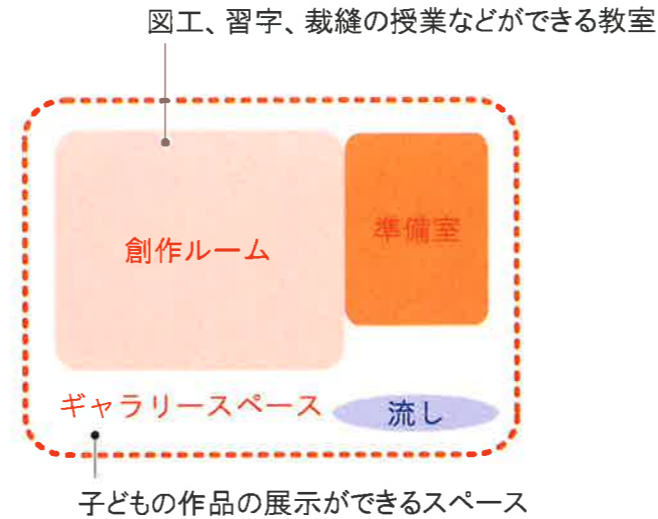 図工、習字、裁縫の授業などができる教室
創作ルーム
準備室
ギャラリースペース
流し
子どもの作品の展示ができるスペース